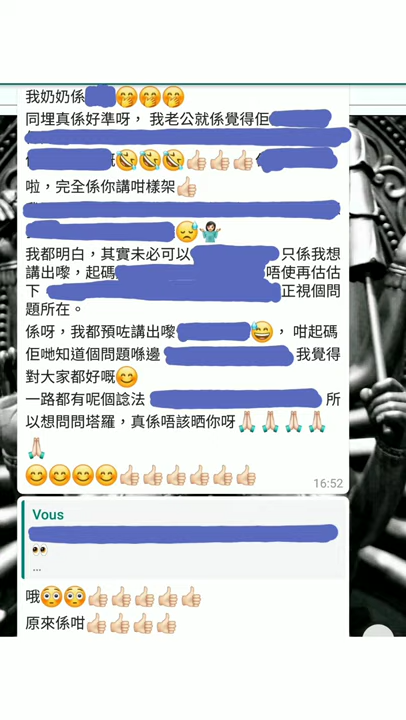 我奶奶係🤭🤭🤭
同埋真係好準呀，我老公就係覺得佢
🤣🤣🤣👍🏻👍🏻👍🏻
啦，完全係你講咁樣架👍🏻
😥🤷🏻‍♀️
我都明白，其實未必可以 只係我想
講出嚟，起碼 唔使再估估
下 正視個問
題所在。
係呀，我都預咗講出嚟😅，咁起碼
佢哋知道個問題喺邊 我覺得
對大家都好嘅😊
一路都有呢個諗法 所
以想問問塔羅，真係唔該晒你呀🙏🏻🙏🏻🙏🏻🙏🏻
🙏🏻
😊😊😊😊👍🏻👍🏻👍🏻👍🏻👍🏻👍🏻
16:52
Vous
👀
...
哦😳😳👍🏻👍🏻👍🏻👍🏻👍🏻
原來係咁👍🏻👍🏻👍🏻👍🏻